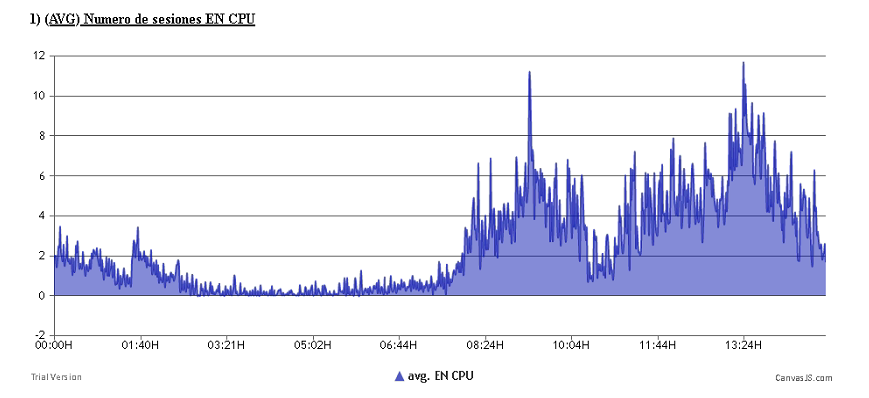 1) (AVG) Numero de sesiones EN CPU
12
10
8
6
4
2
0
-2
00:00H 01:40H 03:21H 05:02H 06:44H 08:24H 10:04H 11:44H 13:24H
Trial Version avg. EN CPU CanvasJS.com